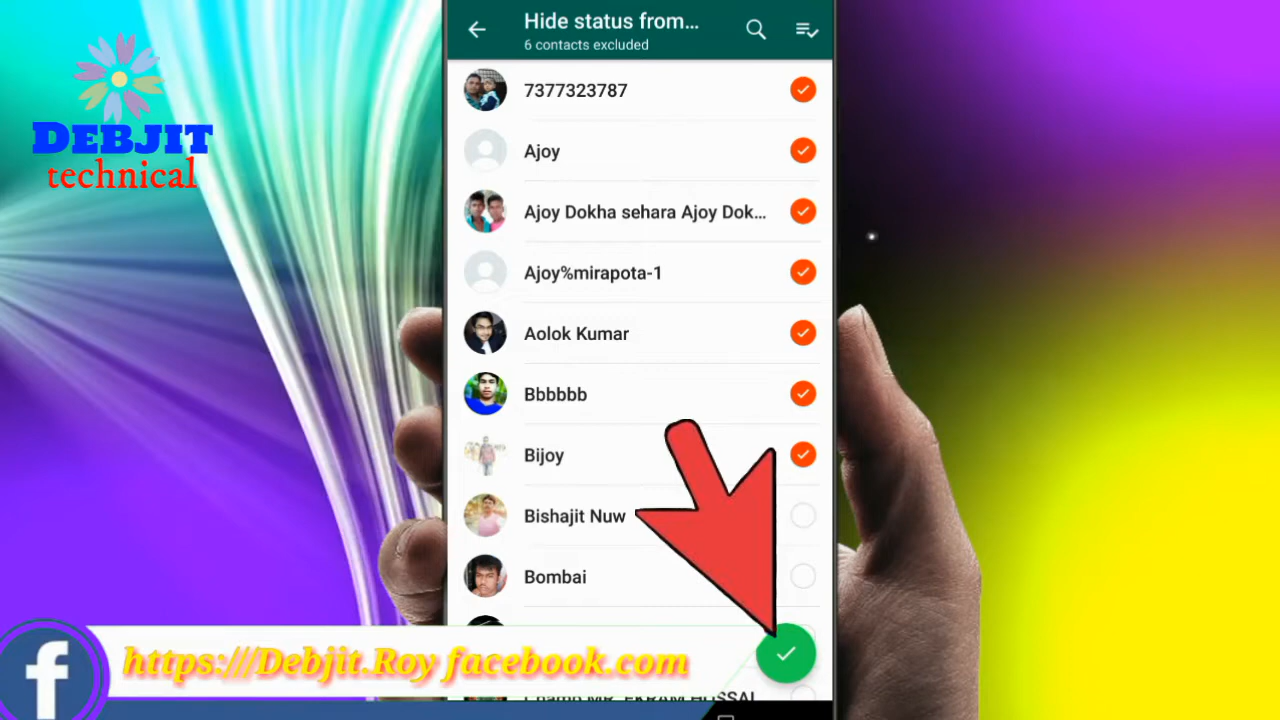 Hide status from...
6 contacts excluded
DEBJIT
technical
7377323787
Ajoy
Ajoy Dokha sehara Ajoy Dok...
Ajoy%mirapota-1
Aolok Kumar
Bbbbbb
Bijoy
Bishajit Nuw
Bombai
https:///Debjit.Roy facebook.com
f